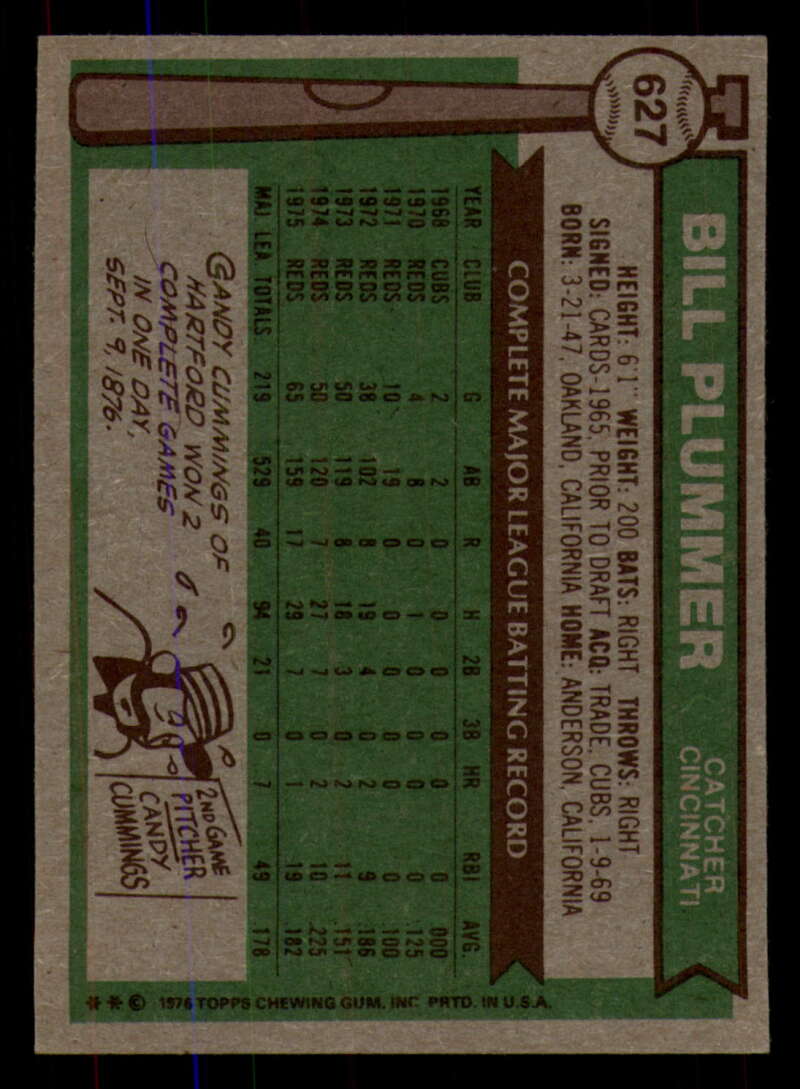 627
BILL PLUMMER
CATCHER
CINCINNATI
HEIGHT: 6'1" WEIGHT: 200 BATS: RIGHT THROWS: RIGHT
SIGNED: CARDS-1965, PRIOR TO DRAFT ACQ: TRADE, CUBS, 1-9-69
BORN: 3-21-47, OAKLAND, CALIFORNIA HOME: ANDERSON, CALIFORNIA
COMPLETE MAJOR LEAGUE BATTING RECORD
YEAR CLUB G AB R H 2B 3B HR RBI AVG.
1968 CUBS 2 2 0 0 0 0 0 0 .000
1970 REDS 4 8 0 1 0 0 0 0 .125
1971 REDS 10 19 0 0 0 0 0 0 .100
1972 REDS 38 102 8 19 4 0 2 9 .186
1973 REDS 50 119 8 18 3 0 2 11 .151
1974 REDS 50 120 7 27 7 0 2 10 .225
1975 REDS 65 159 17 29 7 0 1 19 .182
MAJ. LEA. TOTALS 219 529 40 94 21 0 7 49 .178
CANDY CUMMINGS OF
HARTFORD WON 2
COMPLETE GAMES
IN ONE DAY,
SEPT. 9, 1876.
2ND GAME
PITCHER
CANDY
CUMMINGS
** © 1976 TOPPS CHEWING GUM, INC. PRTD. IN U.S.A.